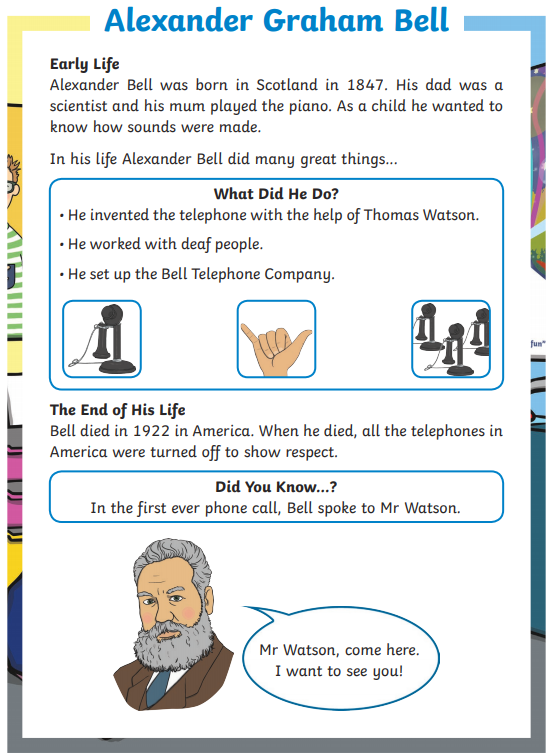 Alexander Graham Bell
Early Life
Alexander Bell was born in Scotland in 1847. His dad was a
scientist and his mum played the piano. As a child he wanted to
know how sounds were made.
In his life Alexander Bell did many great things...
What Did He Do?
• He invented the telephone with the help of Thomas Watson.
• He worked with deaf people.
• He set up the Bell Telephone Company.
fun"
The End of His Life
Bell died in 1922 in America. When he died, all the telephones in
America were turned off to show respect.
Did You Know...?
In the first ever phone call, Bell spoke to Mr Watson.
Mr Watson, come here.
I want to see you!